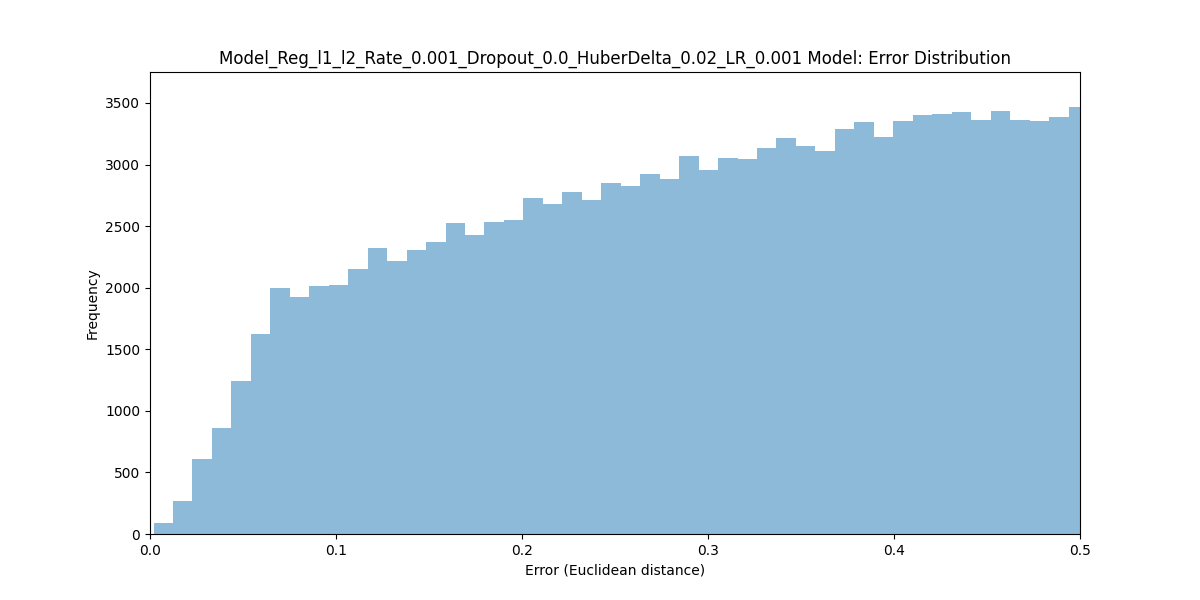 Model_Reg_l1_l2_Rate_0.001_Dropout_0.0_HuberDelta_0.02_LR_0.001 Model: Error Distribution
3500
3000
2500
2000
1500
1000
500
0
Frequency
0.0 0.1 0.2 0.3 0.4 0.5
Error (Euclidean distance)